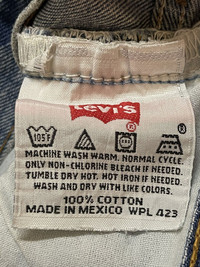 Levi's
105F
MACHINE WASH WARM. NORMAL CYCLE.
ONLY NON-CHLORINE BLEACH IF NEEDED.
TUMBLE DRY HOT. HOT IRON IF NEEDED.
WASH AND DRY WITH LIKE COLORS.
100% COTTON
MADE IN MEXICO WPL 423